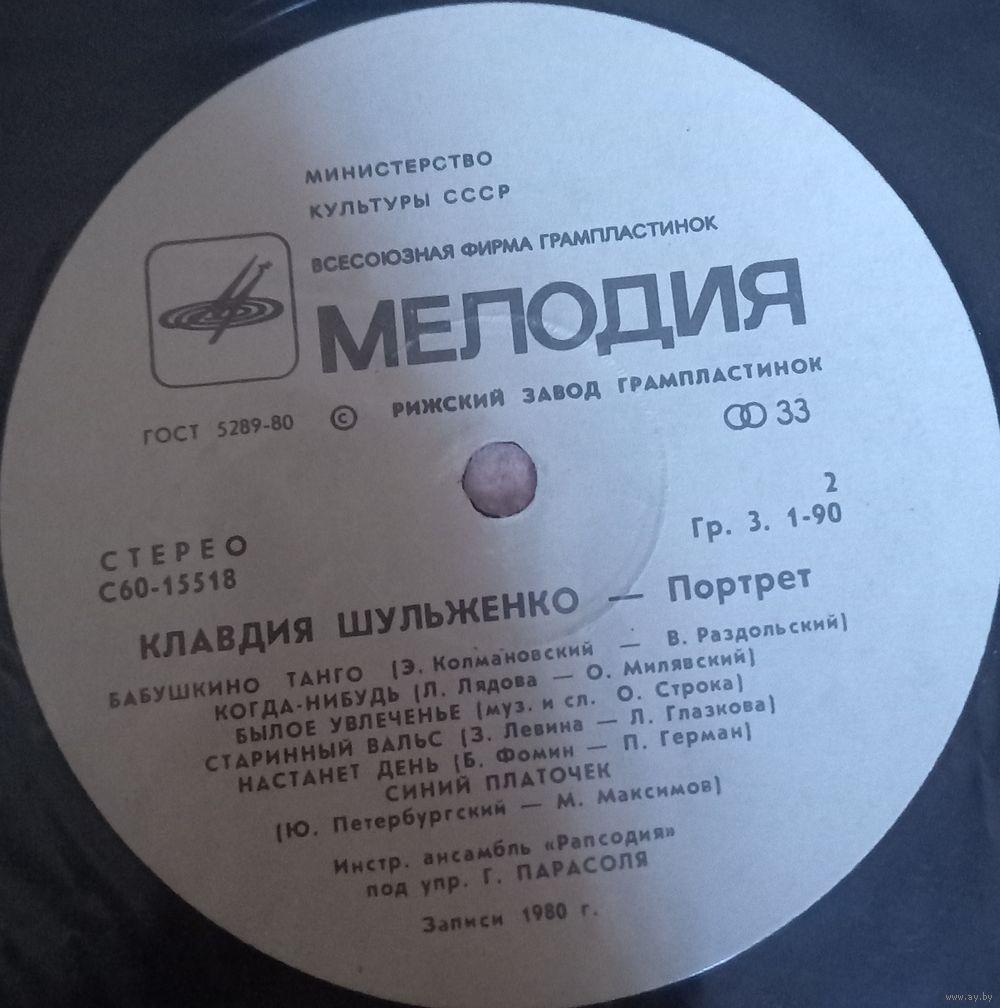 МИНИСТЕРСТВО
КУЛЬТУРЫ СССР
ВСЕСОЮЗНАЯ ФИРМА ГРАМПЛАСТИНОК
МЕЛОДИЯ
РИЖСКИЙ ЗАВОД ГРАМПЛАСТИНОК
ГОСТ 5289-80 ©
33
2
Гр. 3. 1-90
СТЕРЕО
С60-15518
КЛАВДИЯ ШУЛЬЖЕНКО — Портрет
БАБУШКИНО ТАНГО (Э. Колмановский — В. Раздольский)
КОГДА-НИБУДЬ (Л. Лядова — О. Милявский)
БЫЛОЕ УВЛЕЧЕНЬЕ (муз. и сл. О. Строка)
СТАРИННЫЙ ВАЛЬС (З. Левина — Л. Глазкова)
НАСТАНЕТ ДЕНЬ (Б. Фомин — П. Герман)
СИНИЙ ПЛАТОЧЕК
(Ю. Петербургский — М. Максимов)
Инстр. ансамбль «Рапсодия»
под упр. Г. ПАРАСОЛЯ
Записи 1980 г.
www.ay.by